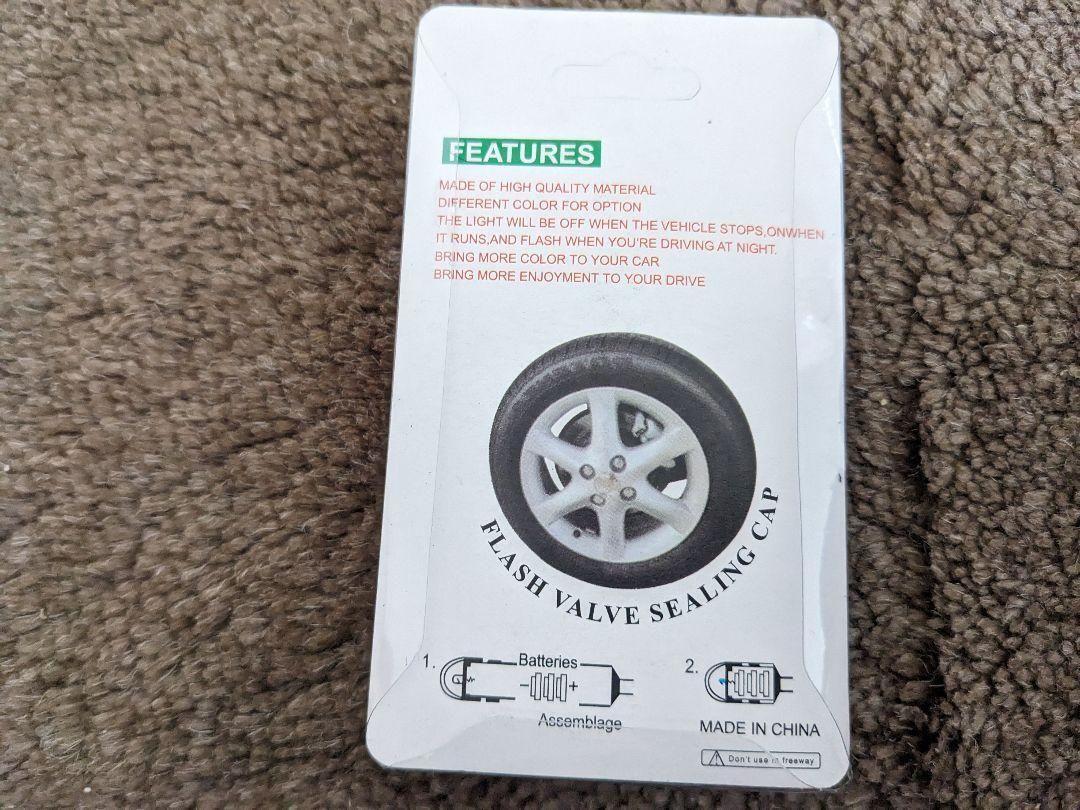 FEATURES
MADE OF HIGH QUALITY MATERIAL
DIFFERENT COLOR FOR OPTION
THE LIGHT WILL BE OFF WHEN THE VEHICLE STOPS,ONWHEN
IT RUNS,AND FLASH WHEN YOU'RE DRIVING AT NIGHT.
BRING MORE COLOR TO YOUR CAR
BRING MORE ENJOYMENT TO YOUR DRIVE
FLASH VALVE SEALING CAP
1.
Batteries
- +
Assemblage
2.
MADE IN CHINA
Don't use in freeway